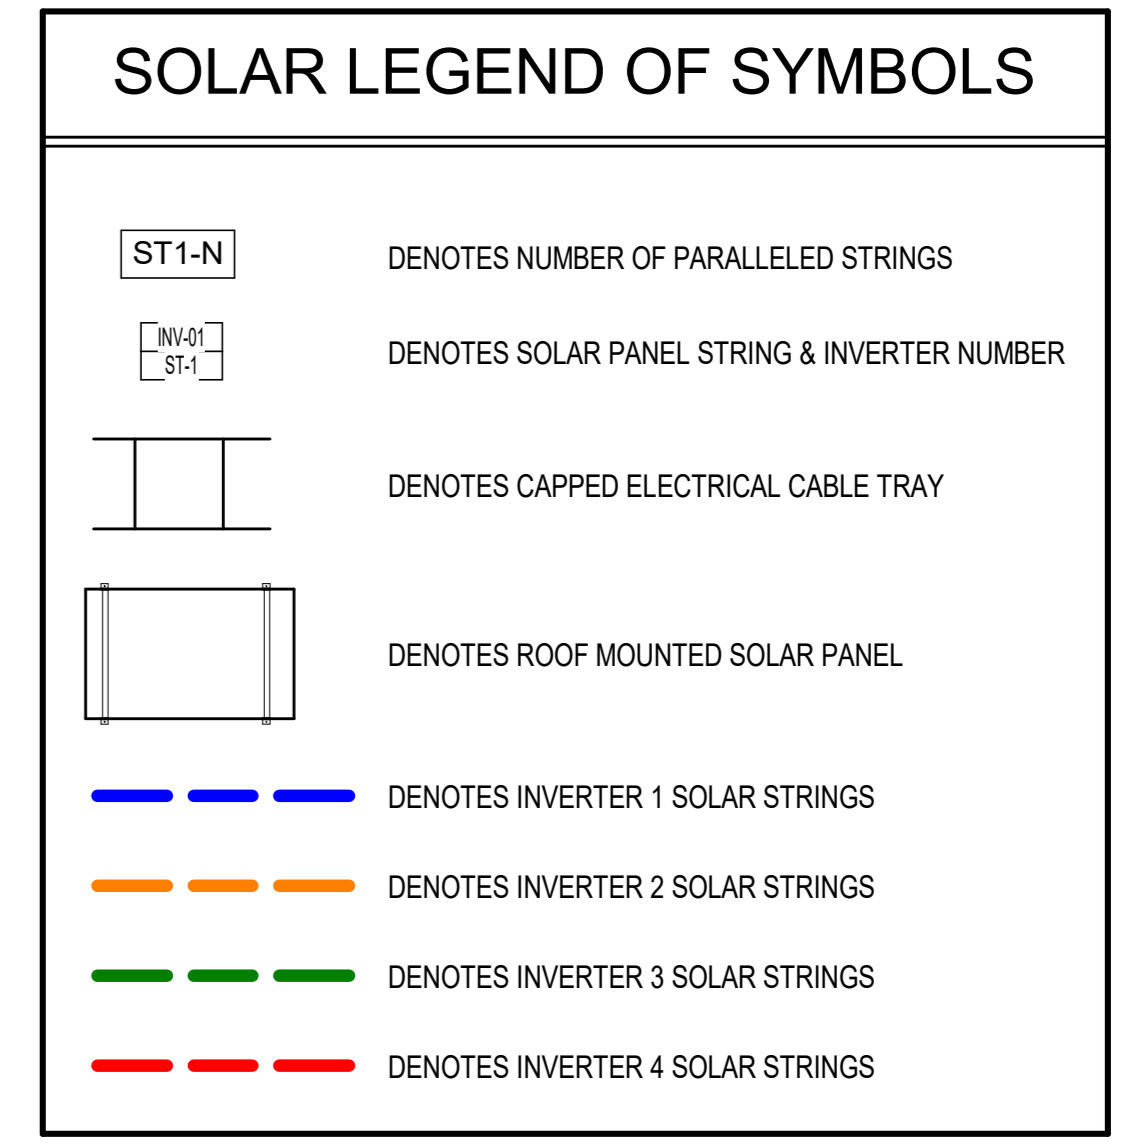 SOLAR LEGEND OF SYMBOLS
ST1-N
DENOTES NUMBER OF PARALLELED STRINGS
INV-01
ST-1
DENOTES SOLAR PANEL STRING & INVERTER NUMBER
DENOTES CAPPED ELECTRICAL CABLE TRAY
DENOTES ROOF MOUNTED SOLAR PANEL
DENOTES INVERTER 1 SOLAR STRINGS
DENOTES INVERTER 2 SOLAR STRINGS
DENOTES INVERTER 3 SOLAR STRINGS
DENOTES INVERTER 4 SOLAR STRINGS